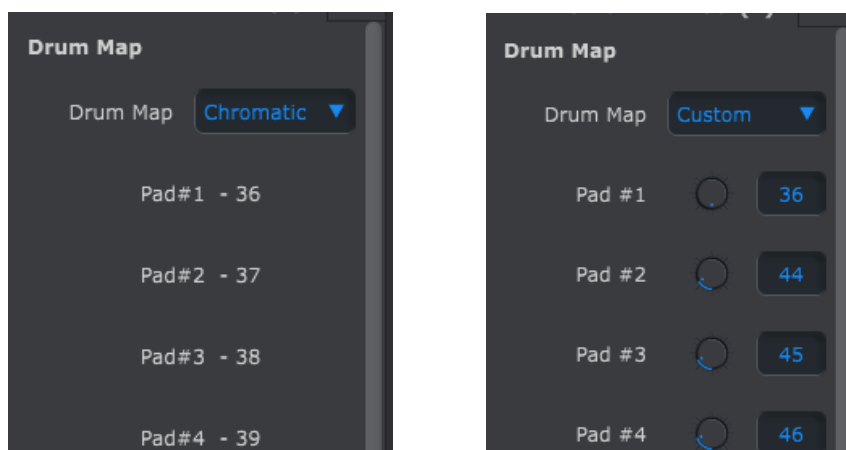 Drum Map
Drum Map Chromatic
Pad#1 - 36
Pad#2 - 37
Pad#3 - 38
Pad#4 - 39
Drum Map
Drum Map Custom
Pad #1 36
Pad #2 44
Pad #3 45
Pad #4 46